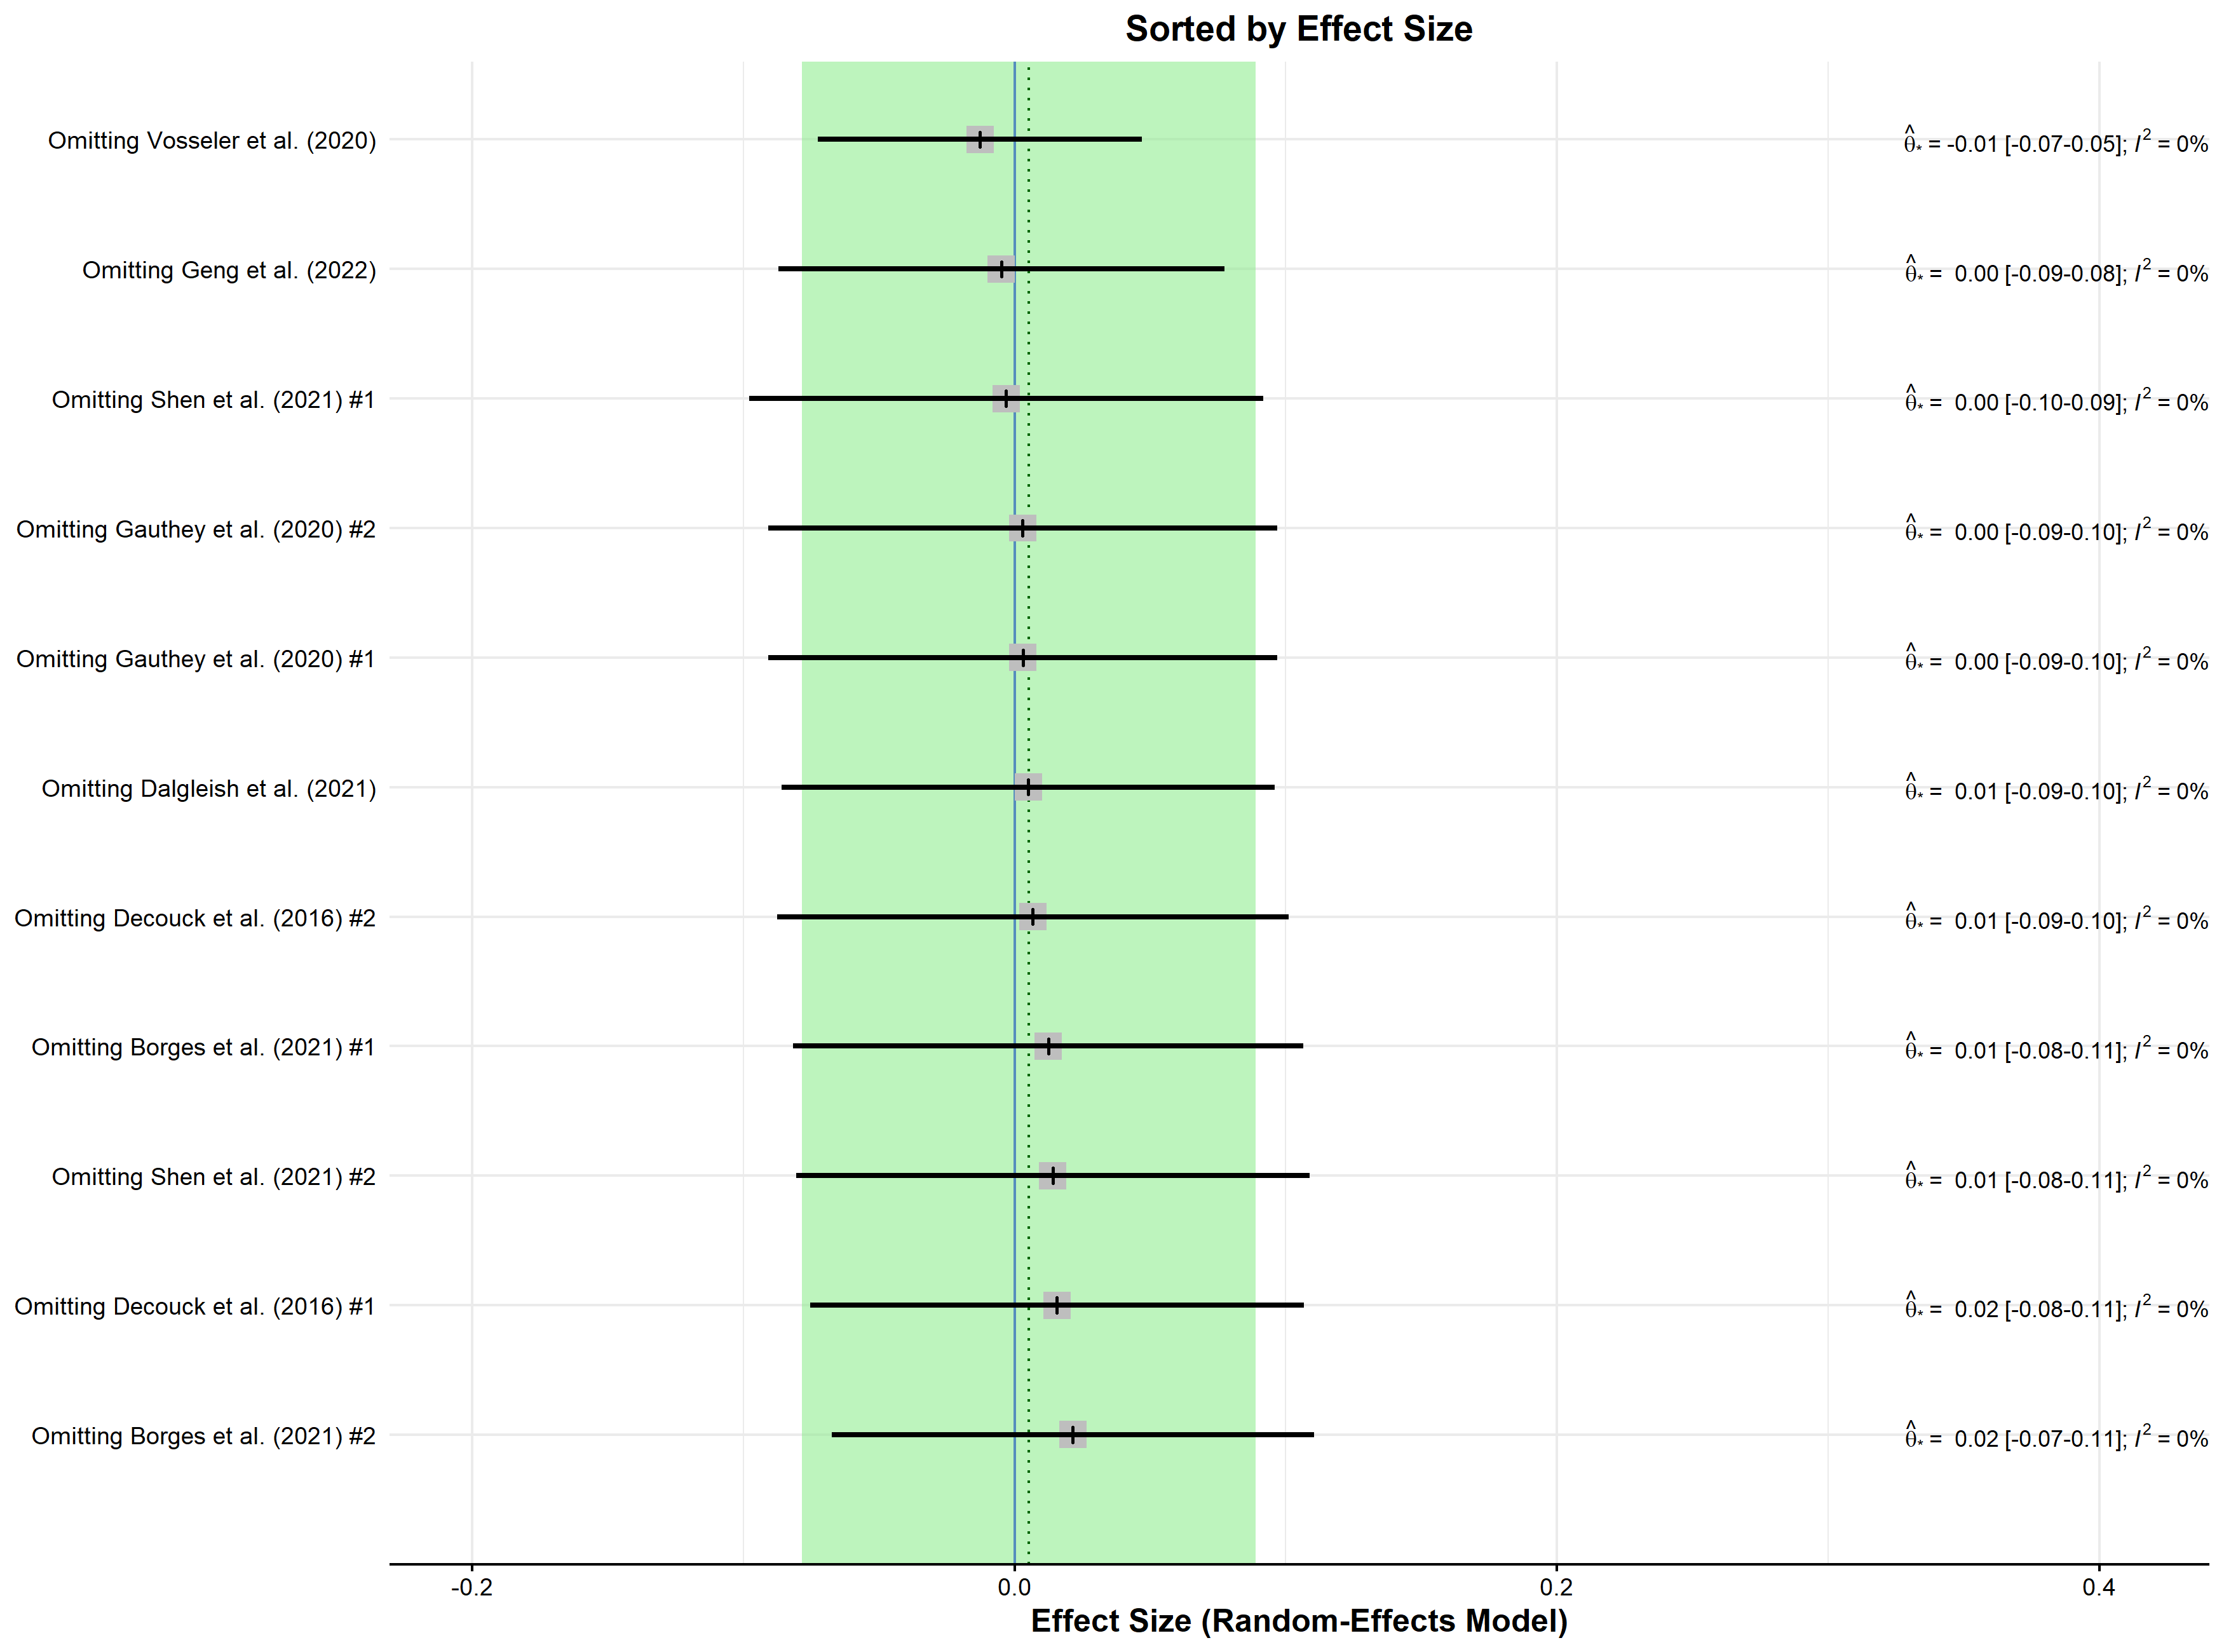 Sorted by Effect Size
Omitting Vosseler et al. (2020) θ̂* = -0.01 [-0.07-0.05]; I² = 0%
Omitting Geng et al. (2022) θ̂* = 0.00 [-0.09-0.08]; I² = 0%
Omitting Shen et al. (2021) #1 θ̂* = 0.00 [-0.10-0.09]; I² = 0%
Omitting Gauthey et al. (2020) #2 θ̂* = 0.00 [-0.09-0.10]; I² = 0%
Omitting Gauthey et al. (2020) #1 θ̂* = 0.00 [-0.09-0.10]; I² = 0%
Omitting Dalgleish et al. (2021) θ̂* = 0.01 [-0.09-0.10]; I² = 0%
Omitting Decouck et al. (2016) #2 θ̂* = 0.01 [-0.09-0.10]; I² = 0%
Omitting Borges et al. (2021) #1 θ̂* = 0.01 [-0.08-0.11]; I² = 0%
Omitting Shen et al. (2021) #2 θ̂* = 0.01 [-0.08-0.11]; I² = 0%
Omitting Decouck et al. (2016) #1 θ̂* = 0.02 [-0.08-0.11]; I² = 0%
Omitting Borges et al. (2021) #2 θ̂* = 0.02 [-0.07-0.11]; I² = 0%
-0.2 0.0 0.2 0.4
Effect Size (Random-Effects Model)